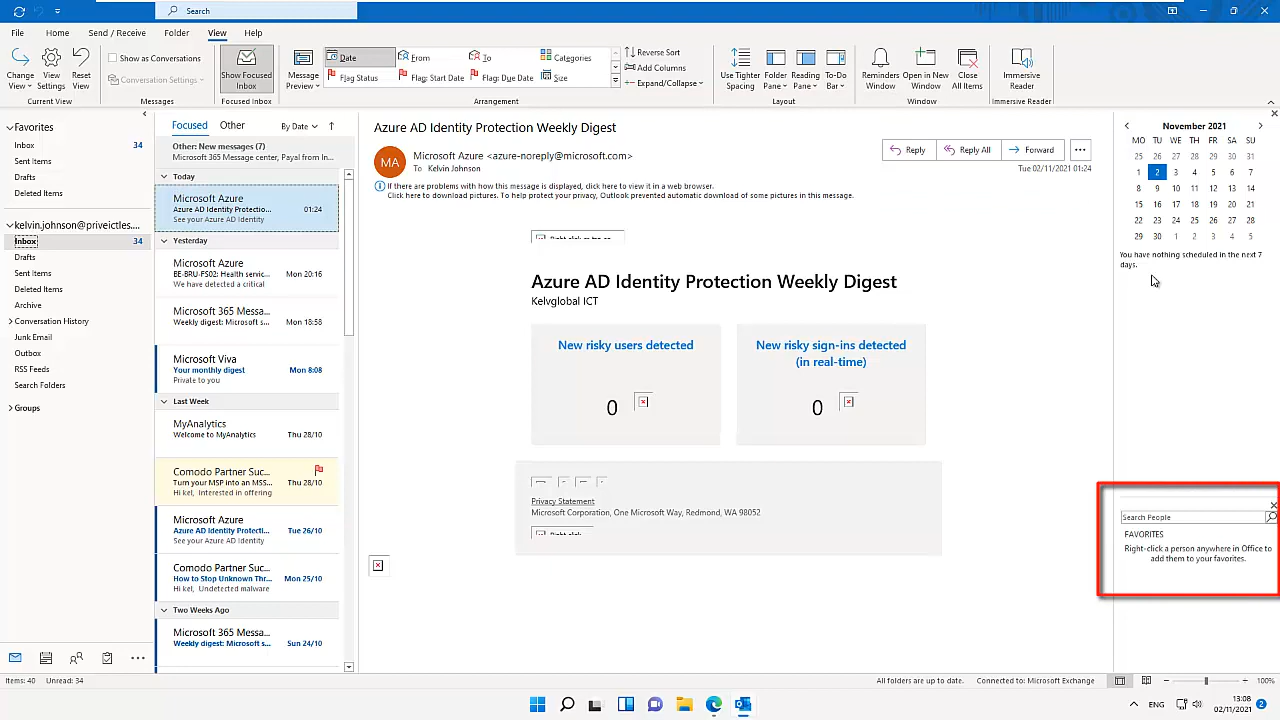 Search
File Home Send / Receive Folder View Help
Change View
View Settings
Reset View
Show as Conversations
Conversation Settings
Show Focused Inbox
Message Preview
Date From To Categories
Flag Status Flag: Start Date Flag: Due Date Size
Reverse Sort
Add Columns
Expand/Collapse
Use Tighter Spacing
Folder Pane
Reading Pane
To-Do Bar
Reminders Window
Open in New Window
Close All Items
Immersive Reader
Current View Messages Focused Inbox Arrangement Layout Window Immersive Reader
Favorites
Inbox 34
Sent Items
Drafts
Deleted Items
kelvin.johnson@priveictles....
Inbox 34
Drafts
Sent Items
Deleted Items
Archive
Conversation History
Junk Email
Outbox
RSS Feeds
Search Folders
Groups
Focused Other By Date
Other: New messages (7)
Microsoft 365 Message center, Payal from In...
Today
Microsoft Azure
Azure AD Identity Protectio... 01:24
See your Azure AD Identity
Yesterday
Microsoft Azure
BE-BRU-FS02: Health servic... Mon 20:16
We have detected a critical
Microsoft 365 Messa...
Weekly digest: Microsoft s... Mon 18:58
Microsoft Viva
Your monthly digest Mon 8:08
Private to you
Last Week
MyAnalytics
Welcome to MyAnalytics Thu 28/10
Comodo Partner Suc...
Turn your MSP into an MSS... Thu 28/10
Hi kel, Interested in offering
Microsoft Azure
Azure AD Identity Protecti... Tue 26/10
See your Azure AD Identity
Comodo Partner Suc...
How to Stop Unknown Thr... Mon 25/10
Hi kel, Undetected malware
Two Weeks Ago
Microsoft 365 Messa...
Weekly digest: Microsoft s... Sun 24/10
Azure AD Identity Protection Weekly Digest
MA
Microsoft Azure <azure-noreply@microsoft.com>
To Kelvin Johnson
Reply Reply All Forward
Tue 02/11/2021 01:24
If there are problems with how this message is displayed, click here to view it in a web browser.
Click here to download pictures. To help protect your privacy, Outlook prevented automatic download of some pictures in this message.
Azure AD Identity Protection Weekly Digest
Kelvglobal ICT
New risky users detected
0
New risky sign-ins detected
(in real-time)
0
Privacy Statement
Microsoft Corporation, One Microsoft Way, Redmond, WA 98052
November 2021
MO TU WE TH FR SA SU
25 26 27 28 29 30 31
1 2 3 4 5 6 7
8 9 10 11 12 13 14
15 16 17 18 19 20 21
22 23 24 25 26 27 28
29 30 1 2 3 4 5
You have nothing scheduled in the next 7
days.
Search People
FAVORITES
Right-click a person anywhere in Office to
add them to your favorites.
Items: 40 Unread: 34
All folders are up to date. Connected to: Microsoft Exchange
100%
ENG
13:08
02/11/2021
2